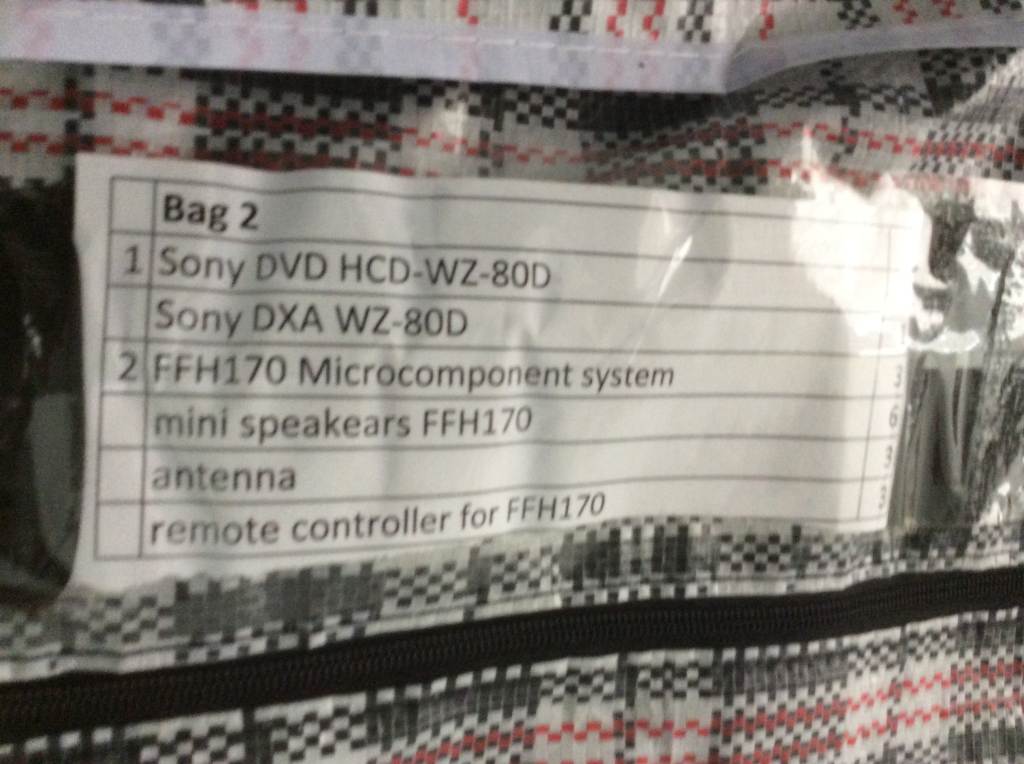 Bag 2
1 Sony DVD HCD-WZ-80D
Sony DXA WZ-80D
2 FFH170 Microcomponent system
mini speakears FFH170
antenna
remote controller for FFH170